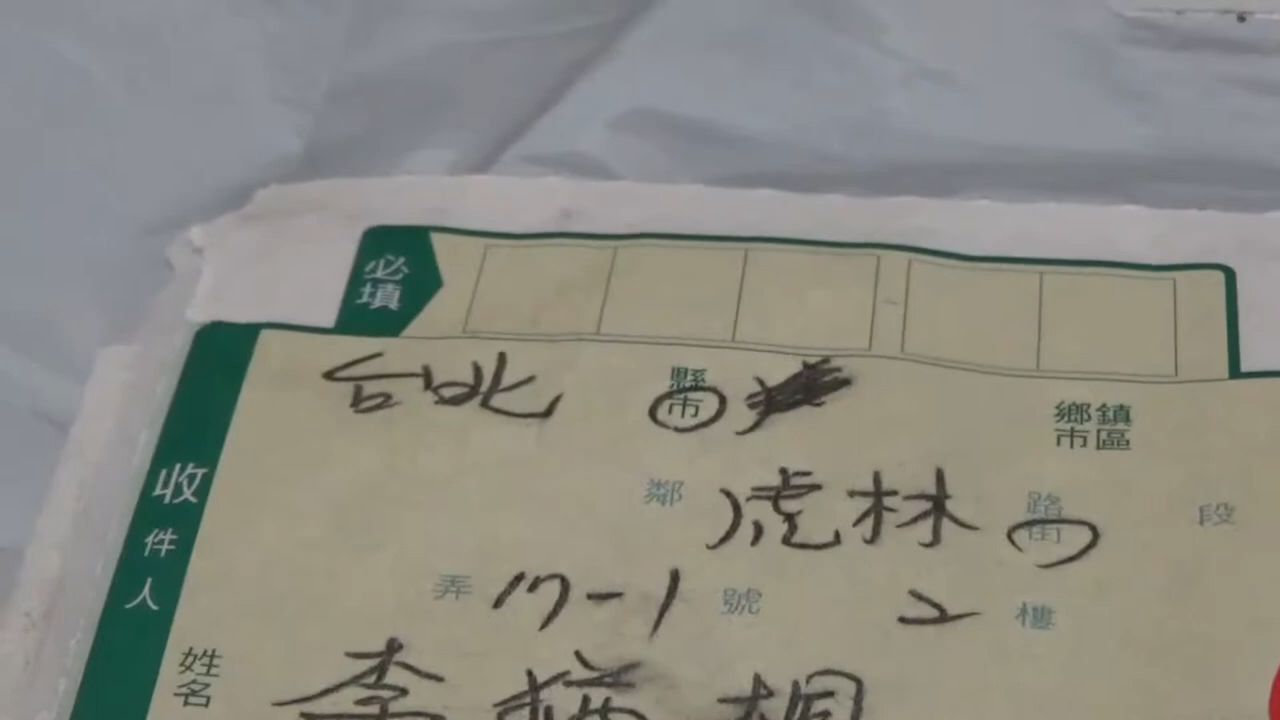 必填
台北 縣市 鄉鎮市區
鄰 虎林 路街 段
弄 17-1 號 2 樓
收件人
姓名 李